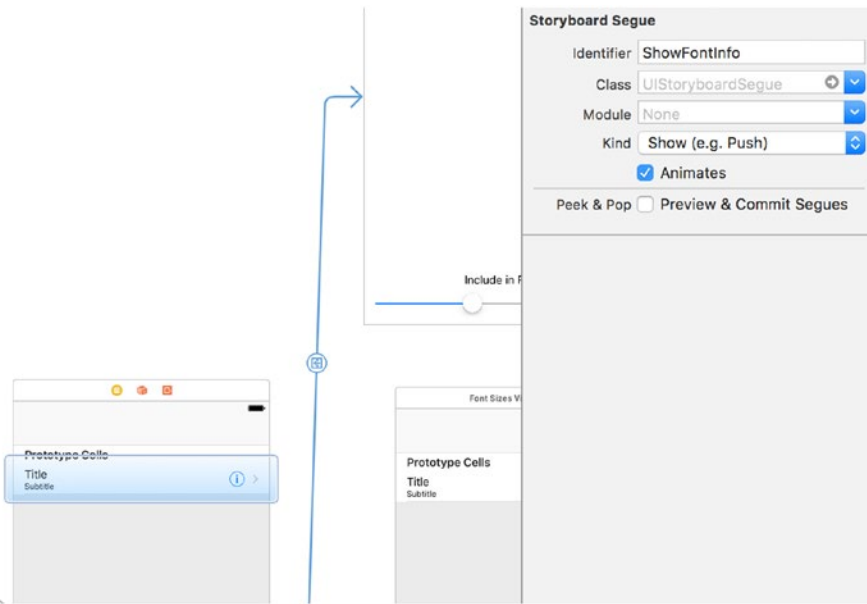 Storyboard Segue
Identifier ShowFontInfo
Class UIStoryboardSegue
Module None
Kind Show (e.g. Push)
Animates
Peek & Pop Preview & Commit Segues
Include in
Font Sizes
Prototype Cells
Title
Subtitle
Prototype Cells
Title
Subtitle